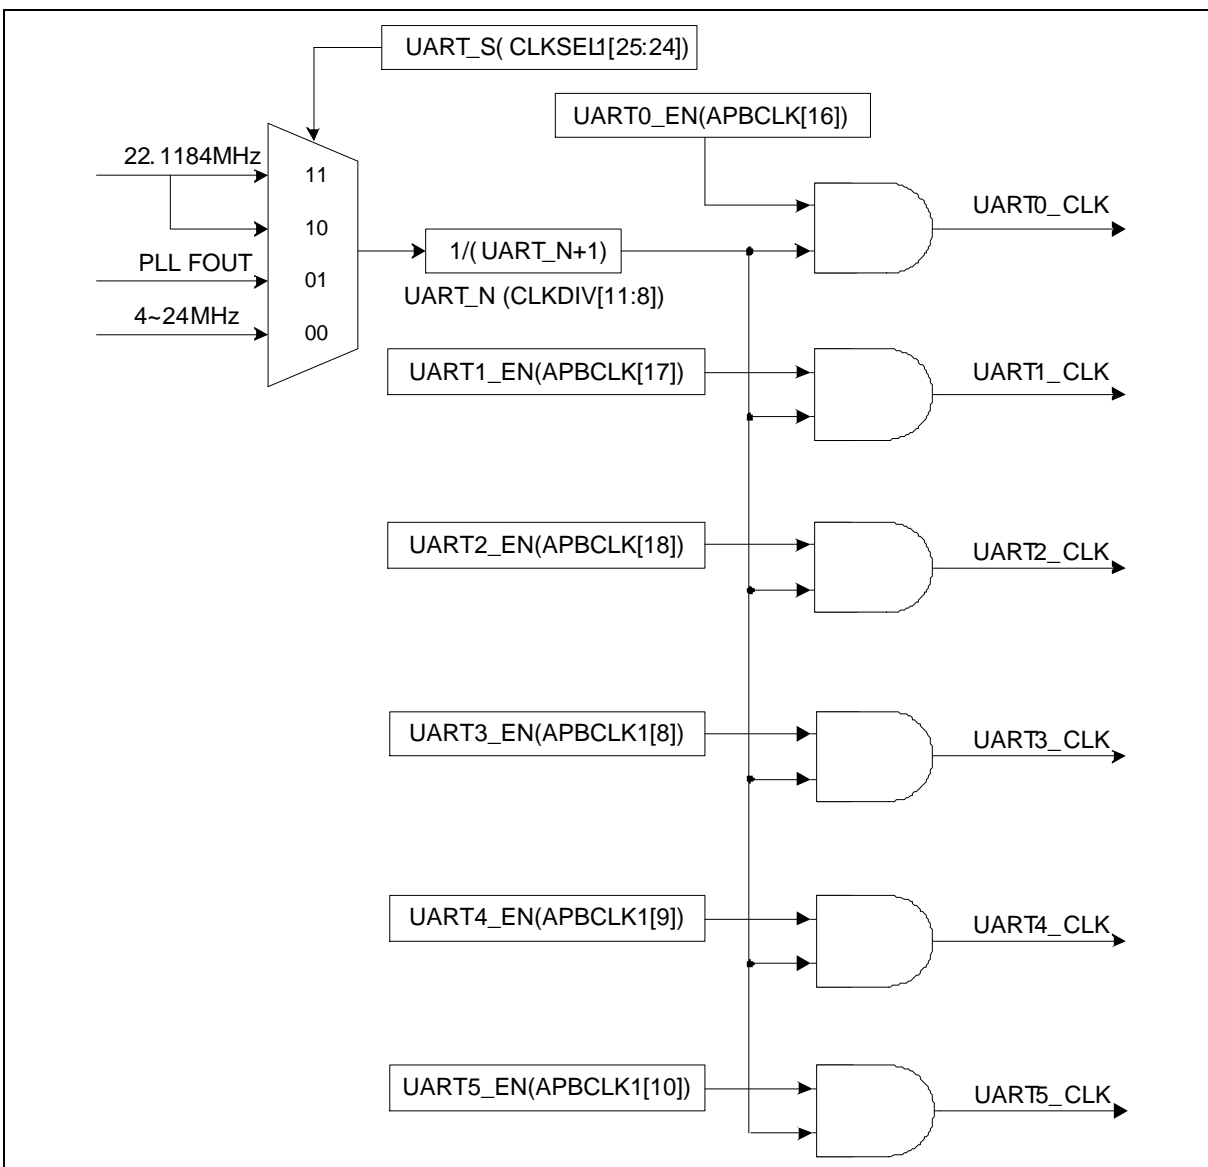 UART_S( CLKSEL1[25:24])
UART0_EN(APBCLK[16])
22.1184MHz
11
10
PLL FOUT
01
4~24MHz
00
1/( UART_N+1)
UART_N (CLKDIV[11:8])
UART0_CLK
UART1_EN(APBCLK[17])
UART1_CLK
UART2_EN(APBCLK[18])
UART2_CLK
UART3_EN(APBCLK1[8])
UART3_CLK
UART4_EN(APBCLK1[9])
UART4_CLK
UART5_EN(APBCLK1[10])
UART5_CLK